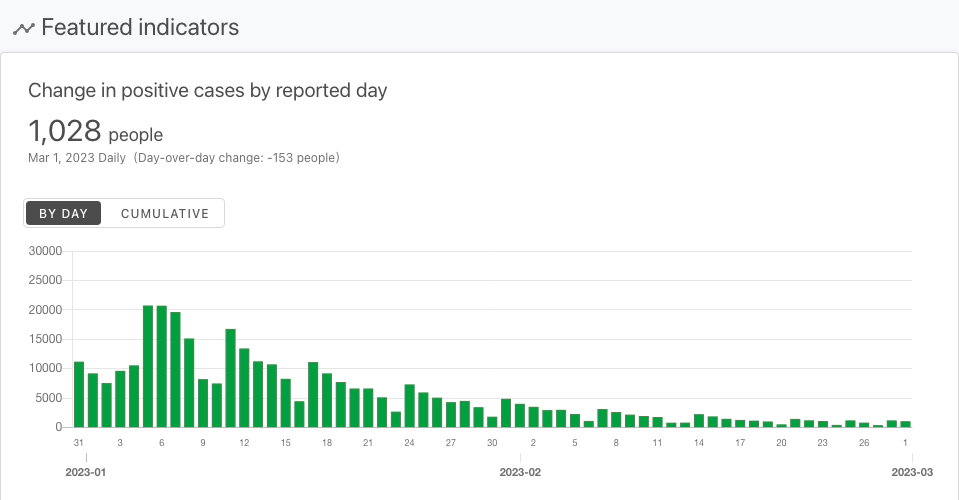 Featured indicators
Change in positive cases by reported day
1,028 people
Mar 1, 2023 Daily (Day-over-day change: -153 people)
BY DAY CUMULATIVE
30000
25000
20000
15000
10000
5000
0
31 3 6 9 12 15 18 21 24 27 30 2 5 8 11 14 17 20 23 26 1
2023-01 2023-02 2023-03